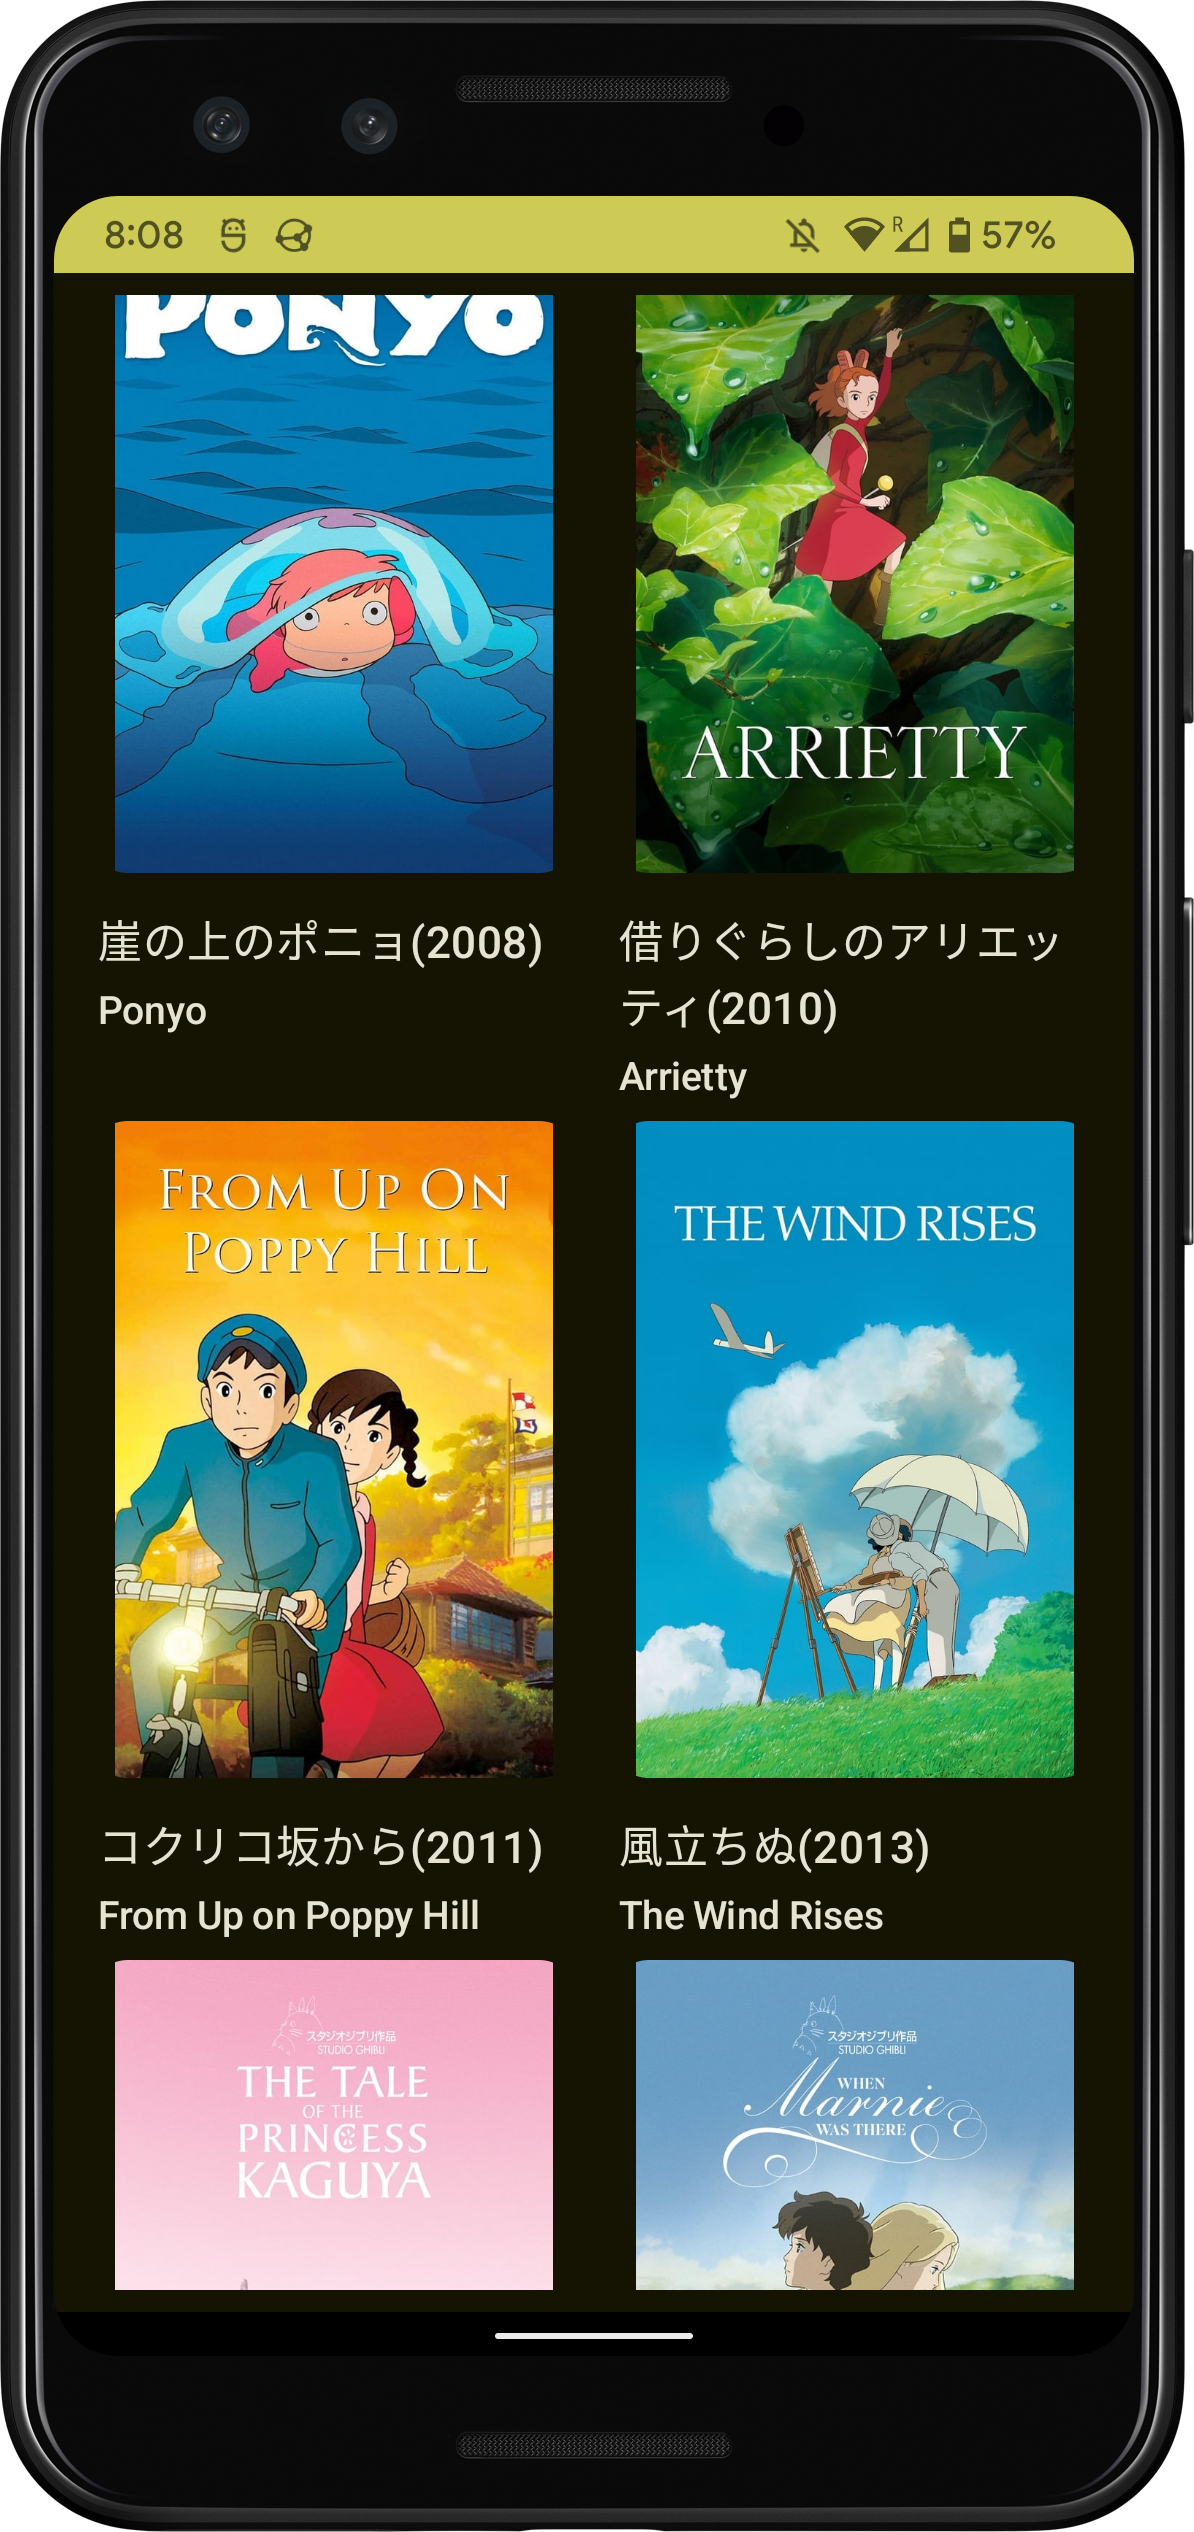 8:08
R
57%
PONYO
ARRIETTY
崖の上のポニョ(2008)
Ponyo
借りぐらしのアリエッ
ティ(2010)
Arrietty
FROM UP ON
POPPY HILL
THE WIND RISES
コクリコ坂から(2011)
From Up on Poppy Hill
風立ちぬ(2013)
The Wind Rises
スタジオジブリ作品
STUDIO GHIBLI
THE TALE
OF THE
PRINCESS
KAGUYA
スタジオジブリ作品
STUDIO GHIBLI
WHEN
Marnie
WAS THERE